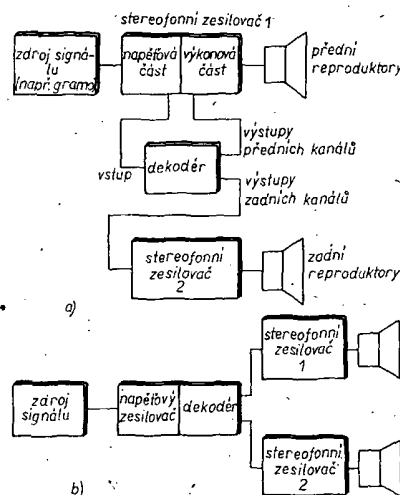 stereofonní zesilovač 1
zdroj signá-
lu
(např. gramo)
napěťová
část
výkonová
část
přední
reproduktory
vstup
dekodér
výstupy
předních kanálů
výstupy
zadních kanálů
stereofonní
zesilovač
2
zadní
reproduktory
a)
zdroj
signálu
napěťový
zesilovač
dekodér
stereofonní
zesilovač
1
stereofonní
zesilovač
2
b)